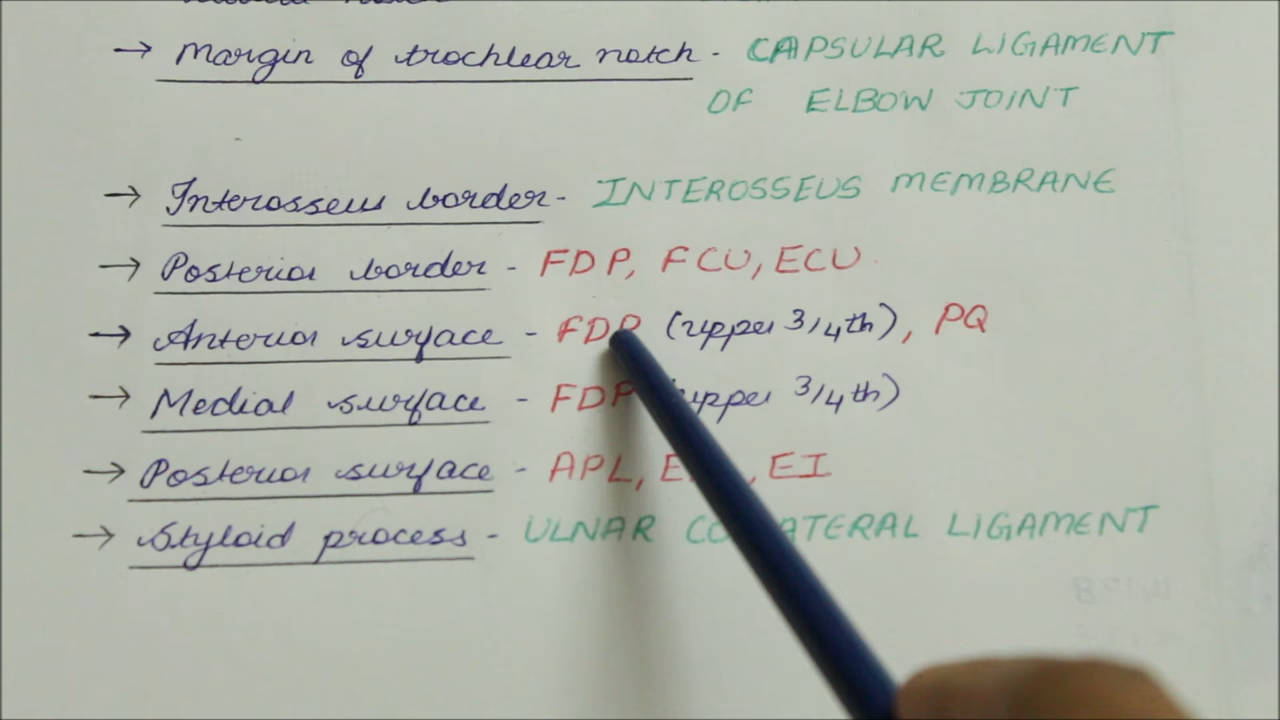 → Margin of trochlear notch - CAPSULAR LIGAMENT
OF ELBOW JOINT
→ Interosseus border - INTEROSSEUS MEMBRANE
→ Posterior border - FDP, FCU, ECU
→ Anterior surface - FDP (upper 3/4th), PQ
→ Medial surface - FDP (upper 3/4th)
→ Posterior surface - APL, EI
→ Styloid process - ULNAR LIGAMENT